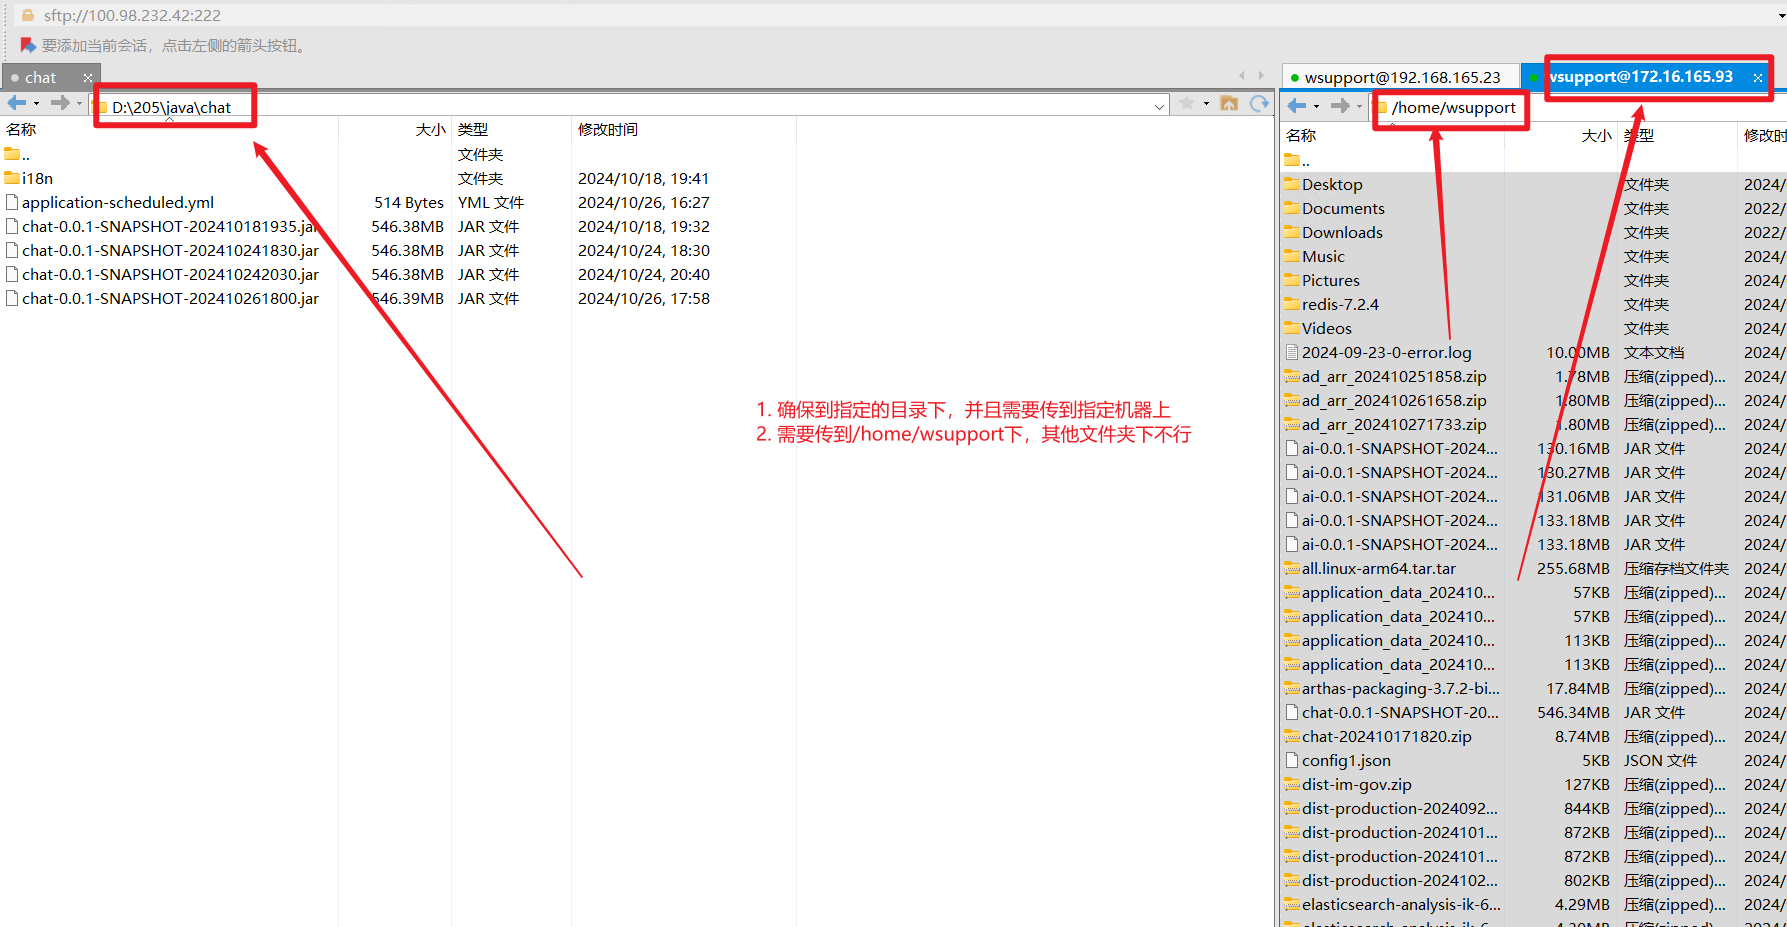 sftp://100.98.232.42:222
要添加当前会话，点击左侧的箭头按钮。
chat
D:\205\java\chat
名称 大小 类型 修改时间
.. 文件夹
i18n 文件夹 2024/10/18, 19:41
application-scheduled.yml 514 Bytes YML 文件 2024/10/26, 16:27
chat-0.0.1-SNAPSHOT-202410181935.jar 546.38MB JAR 文件 2024/10/18, 19:32
chat-0.0.1-SNAPSHOT-202410241830.jar 546.38MB JAR 文件 2024/10/24, 18:30
chat-0.0.1-SNAPSHOT-202410242030.jar 546.38MB JAR 文件 2024/10/24, 20:40
chat-0.0.1-SNAPSHOT-202410261800.jar 546.39MB JAR 文件 2024/10/26, 17:58
1. 确保到指定的目录下，并且需要传到指定机器上
2. 需要传到/home/wsupport下，其他文件夹下不行
wsupport@192.168.165.23
wsupport@172.16.165.93
/home/wsupport
名称 大小 类型 修改时
..
Desktop 文件夹 2024/
Documents 文件夹 2022/
Downloads 文件夹 2022/
Music 文件夹 2024/
Pictures 文件夹 2024/
redis-7.2.4 文件夹 2024/
Videos 文件夹 2024/
2024-09-23-0-error.log 10.00MB 文本文档 2024/
ad_arr_202410251858.zip 1.78MB 压缩(zipped)... 2024/
ad_arr_202410261658.zip 1.80MB 压缩(zipped)... 2024/
ad_arr_202410271733.zip 1.80MB 压缩(zipped)... 2024/
ai-0.0.1-SNAPSHOT-2024... 130.16MB JAR 文件 2024/
ai-0.0.1-SNAPSHOT-2024... 130.27MB JAR 文件 2024/
ai-0.0.1-SNAPSHOT-2024... 131.06MB JAR 文件 2024/
ai-0.0.1-SNAPSHOT-2024... 133.18MB JAR 文件 2024/
ai-0.0.1-SNAPSHOT-2024... 133.18MB JAR 文件 2024/
all.linux-arm64.tar.tar 255.68MB 压缩存档文件夹 2024/
application_data_202410... 57KB 压缩(zipped)... 2024/
application_data_202410... 57KB 压缩(zipped)... 2024/
application_data_202410... 113KB 压缩(zipped)... 2024/
application_data_202410... 113KB 压缩(zipped)... 2024/
arthas-packaging-3.7.2-bi... 17.84MB 压缩(zipped)... 2024/
chat-0.0.1-SNAPSHOT-20... 546.34MB JAR 文件 2024/
chat-202410171820.zip 8.74MB 压缩(zipped)... 2024/
config1.json 5KB JSON 文件 2024/
dist-im-gov.zip 127KB 压缩(zipped)... 2024/
dist-production-2024092... 844KB 压缩(zipped)... 2024/
dist-production-2024101... 872KB 压缩(zipped)... 2024/
dist-production-2024101... 872KB 压缩(zipped)... 2024/
dist-production-2024102... 802KB 压缩(zipped)... 2024/
elasticsearch-analysis-ik-6... 4.29MB 压缩(zipped)... 2024/